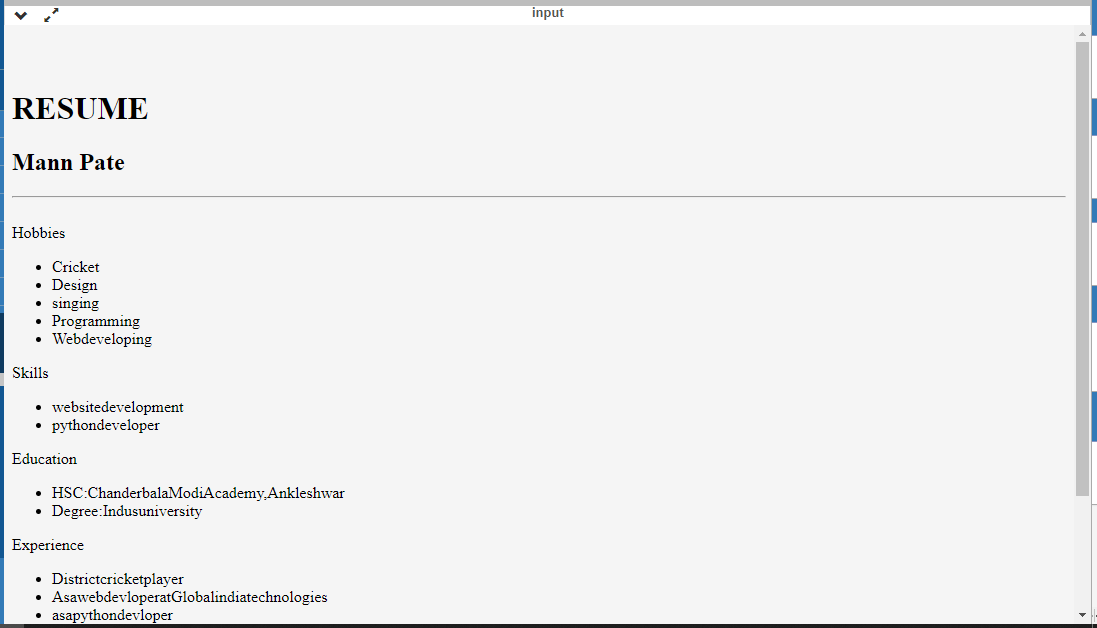 input
RESUME
Mann Pate
Hobbies
Cricket
Design
singing
Programming
Webdeveloping
Skills
websitedevelopment
pythondeveloper
Education
HSC:ChanderbalaModiAcademy,Ankleshwar
Degree:Indusuniversity
Experience
Districtcricketplayer
AsawebdevloperatGlobalindiatechnologies
asapythondevloper